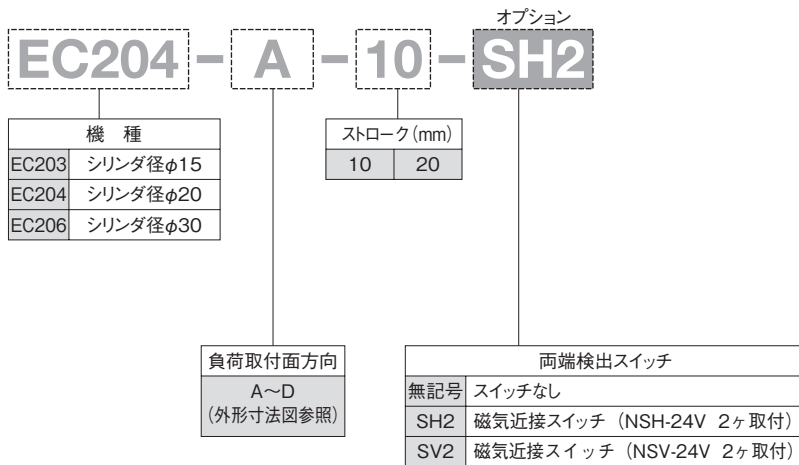 オプション
EC204 - A - 10 - SH2
機 種
EC203 シリンダ径φ15
EC204 シリンダ径φ20
EC206 シリンダ径φ30
ストローク(mm)
10 20
負荷取付面方向
A〜D
(外形寸法図参照)
両端検出スイッチ
無記号 スイッチなし
SH2 磁気近接スイッチ(NSH-24V 2ヶ取付)
SV2 磁気近接スイッチ(NSV-24V 2ヶ取付)